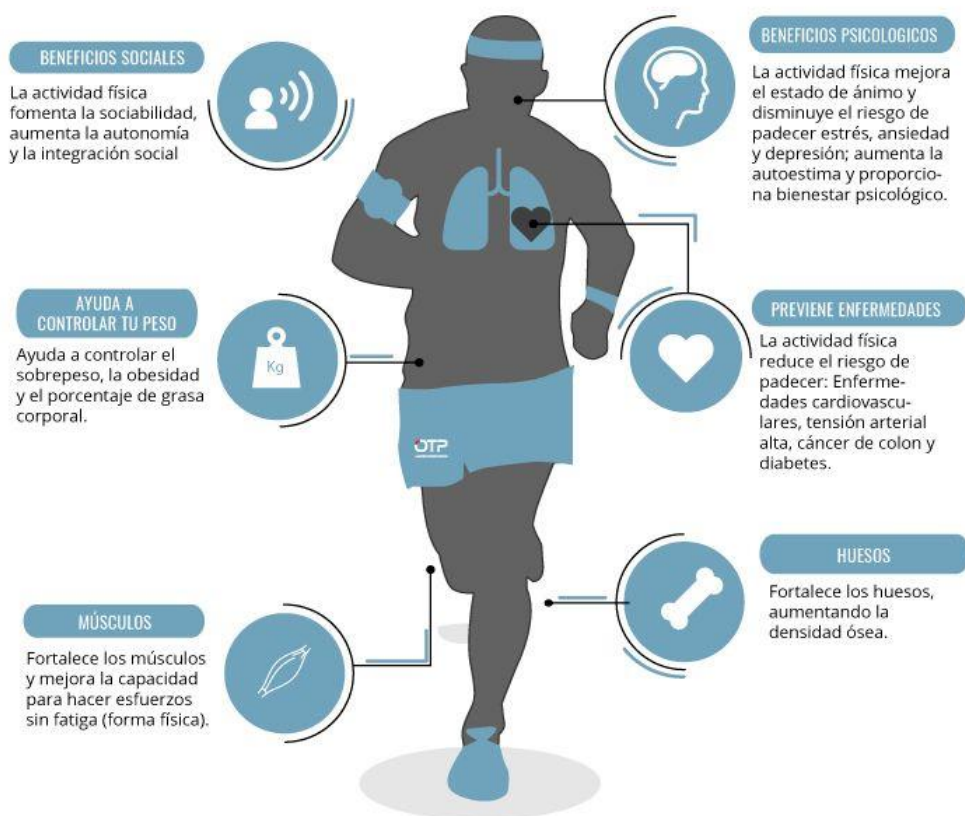 BENEFICIOS SOCIALES
La actividad física
fomenta la sociabilidad,
aumenta la autonomía
y la integración social
BENEFICIOS PSICOLOGICOS
La actividad física mejora
el estado de ánimo y
disminuye el riesgo de
padecer estrés, ansiedad
y depresión; aumenta la
autoestima y proporcio-
na bienestar psicológico.
AYUDA A
CONTROLAR TU PESO
Ayuda a controlar el
sobrepeso, la obesidad
y el porcentaje de grasa
corporal.
Kg
PREVIENE ENFERMEDADES
La actividad física
reduce el riesgo de
padecer: Enferme-
dades cardiovascu-
lares, tensión arterial
alta, cáncer de colon y
diabetes.
OTP
MÚSCULOS
Fortalece los músculos
y mejora la capacidad
para hacer esfuerzos
sin fatiga (forma física).
HUESOS
Fortalece los huesos,
aumentando la
densidad ósea.